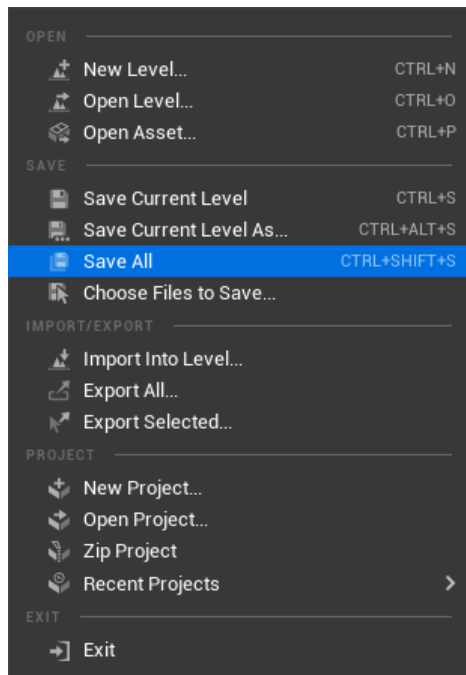 OPEN
New Level... CTRL+N
Open Level... CTRL+O
Open Asset... CTRL+P
SAVE
Save Current Level CTRL+S
Save Current Level As... CTRL+ALT+S
Save All CTRL+SHIFT+S
Choose Files to Save...
IMPORT/EXPORT
Import Into Level...
Export All...
Export Selected...
PROJECT
New Project...
Open Project...
Zip Project
Recent Projects
EXIT
Exit